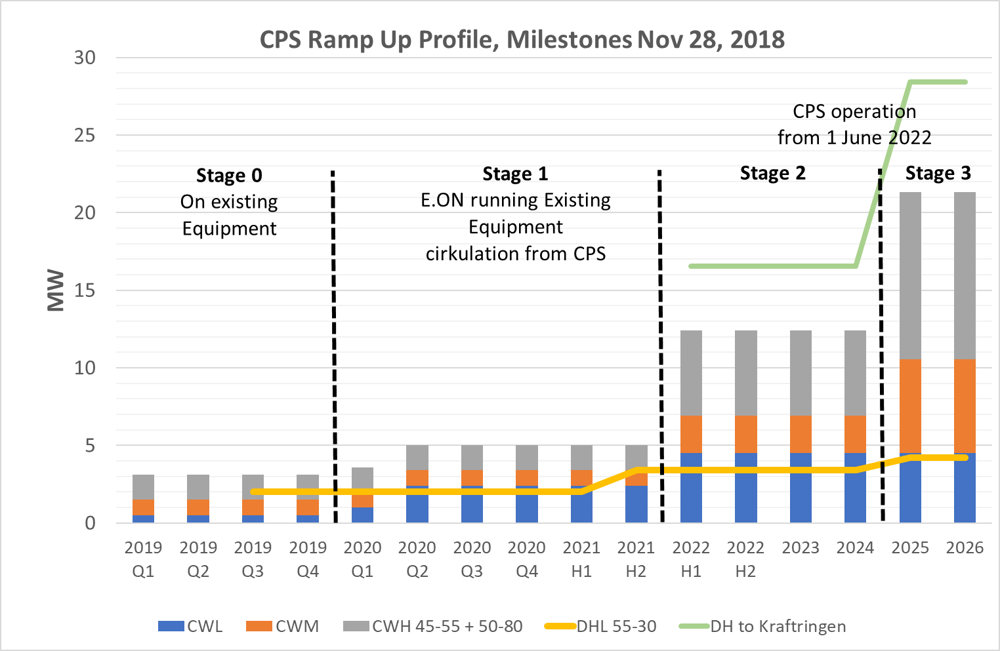 CPS Ramp Up Profile, Milestones Nov 28, 2018
30
25
20
15
10
5
0
MW
CPS operation
from 1 June 2022
Stage 0
On existing
Equipment
Stage 1
E.ON running Existing
Equipment
cirkulation from CPS
Stage 2
Stage 3
2019 2019 2019 2019 2020 2020 2020 2020 2021 2021 2022 2022 2023 2024 2025 2026
Q1 Q2 Q3 Q4 Q1 Q2 Q3 Q4 H1 H2 H1 H2
CWL CWM CWH 45-55 + 50-80 DHL 55-30 DH to Kraftringen